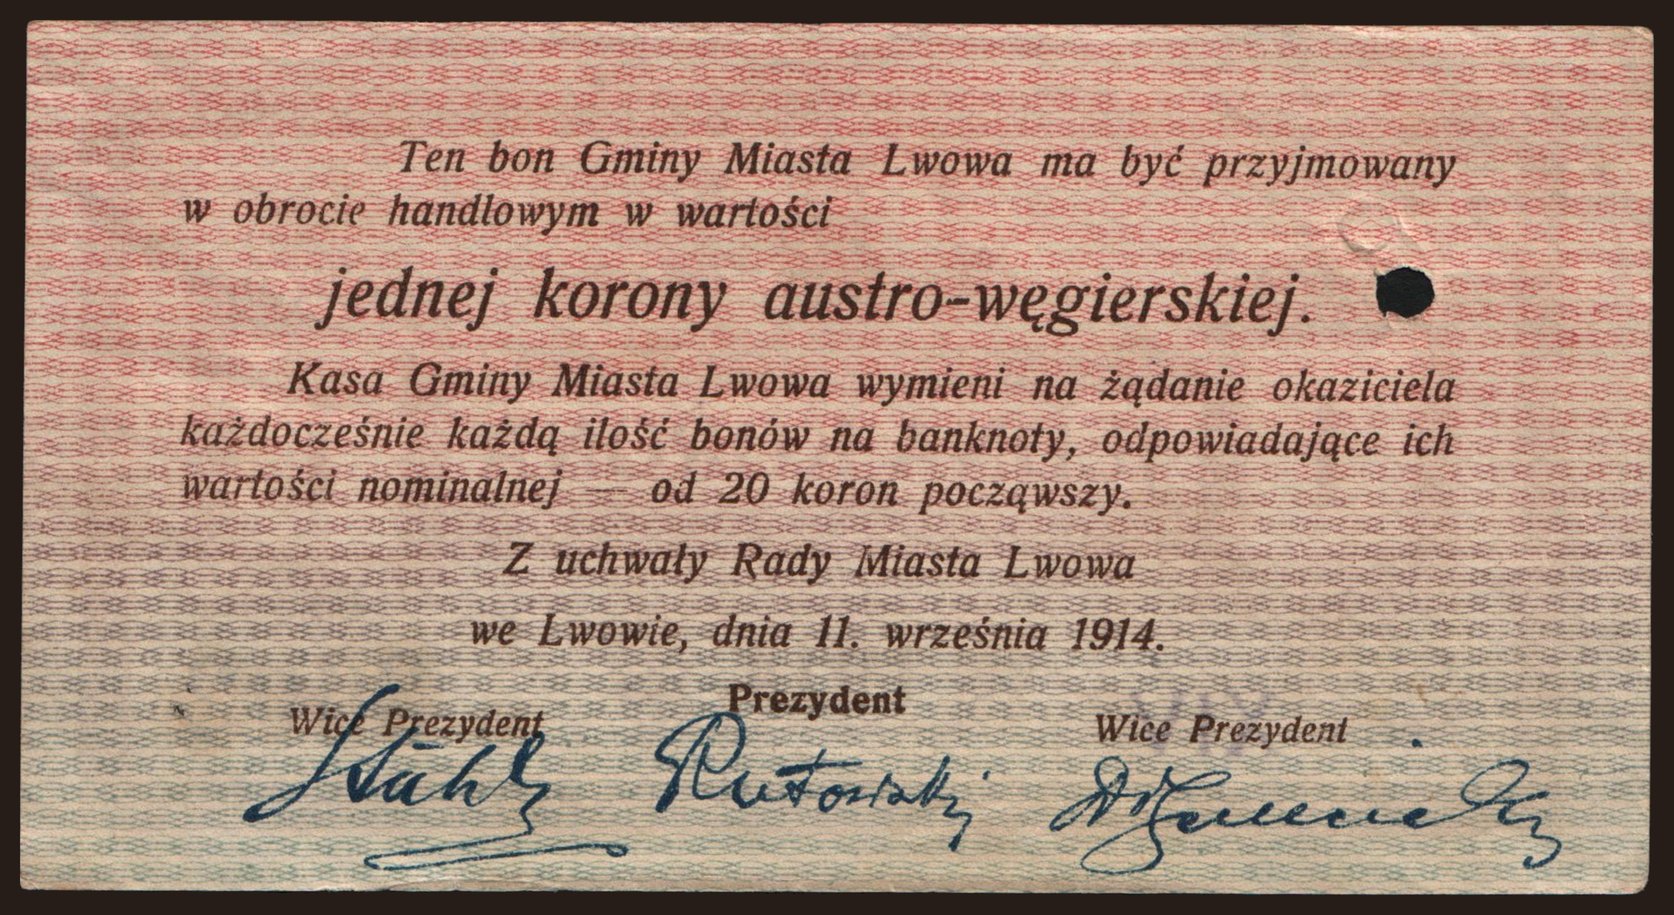 Ten bon Gminy Miasta Lwowa ma być przyjmowany
w obrocie handlowym w wartości
jednej korony austro-węgierskiej.
Kasa Gminy Miasta Lwowa wymieni na żądanie okaziciela
każdocześnie każdą ilość bonów na banknoty, odpowiadające ich
wartości nominalnej — od 20 koron począwszy.
Z uchwały Rady Miasta Lwowa
we Lwowie, dnia 11. września 1914.
Prezydent
Wice Prezydent Wice Prezydent
Stahl Rutowski